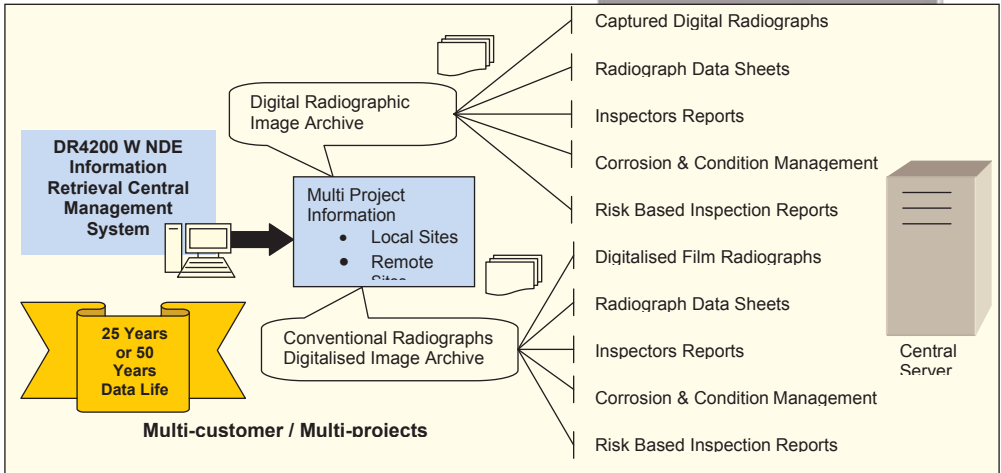 DR4200 W NDE
Information
Retrieval Central
Management
System
25 Years
or 50
Years
Data Life
Multi-customer / Multi-projects
Digital Radiographic
Image Archive
Multi Project
Information
• Local Sites
• Remote
Sites
Conventional Radiographs
Digitalised Image Archive
Captured Digital Radiographs
Radiograph Data Sheets
Inspectors Reports
Corrosion & Condition Management
Risk Based Inspection Reports
Digitalised Film Radiographs
Radiograph Data Sheets
Inspectors Reports
Corrosion & Condition Management
Risk Based Inspection Reports
Central
Server